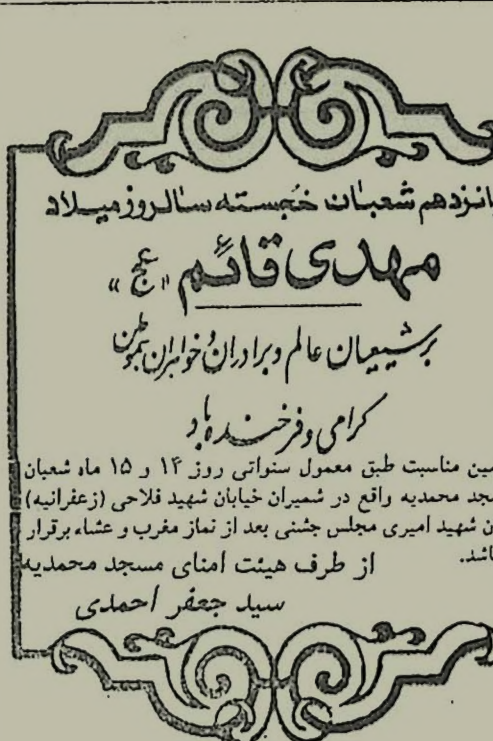 انزدهم شعبان خجسته سالروز میلاد
مهدی قائم «عج»
بر شیعیان عالم و برادران و خواهران هموطن
گرامی و فرخنده باد
مین مناسبت طبق معمول سنواتی روز ۱۴ و ۱۵ ماه شعبان
جد محمدیه واقع در شمیران خیابان شهید فلاحی (زعفرانیه)
ن شهید امیری مجلس جشنی بعد از نماز مغرب و عشاء برقرار
اشد.
از طرف هیئت امنای مسجد محمدیه
سید جعفر احمدی